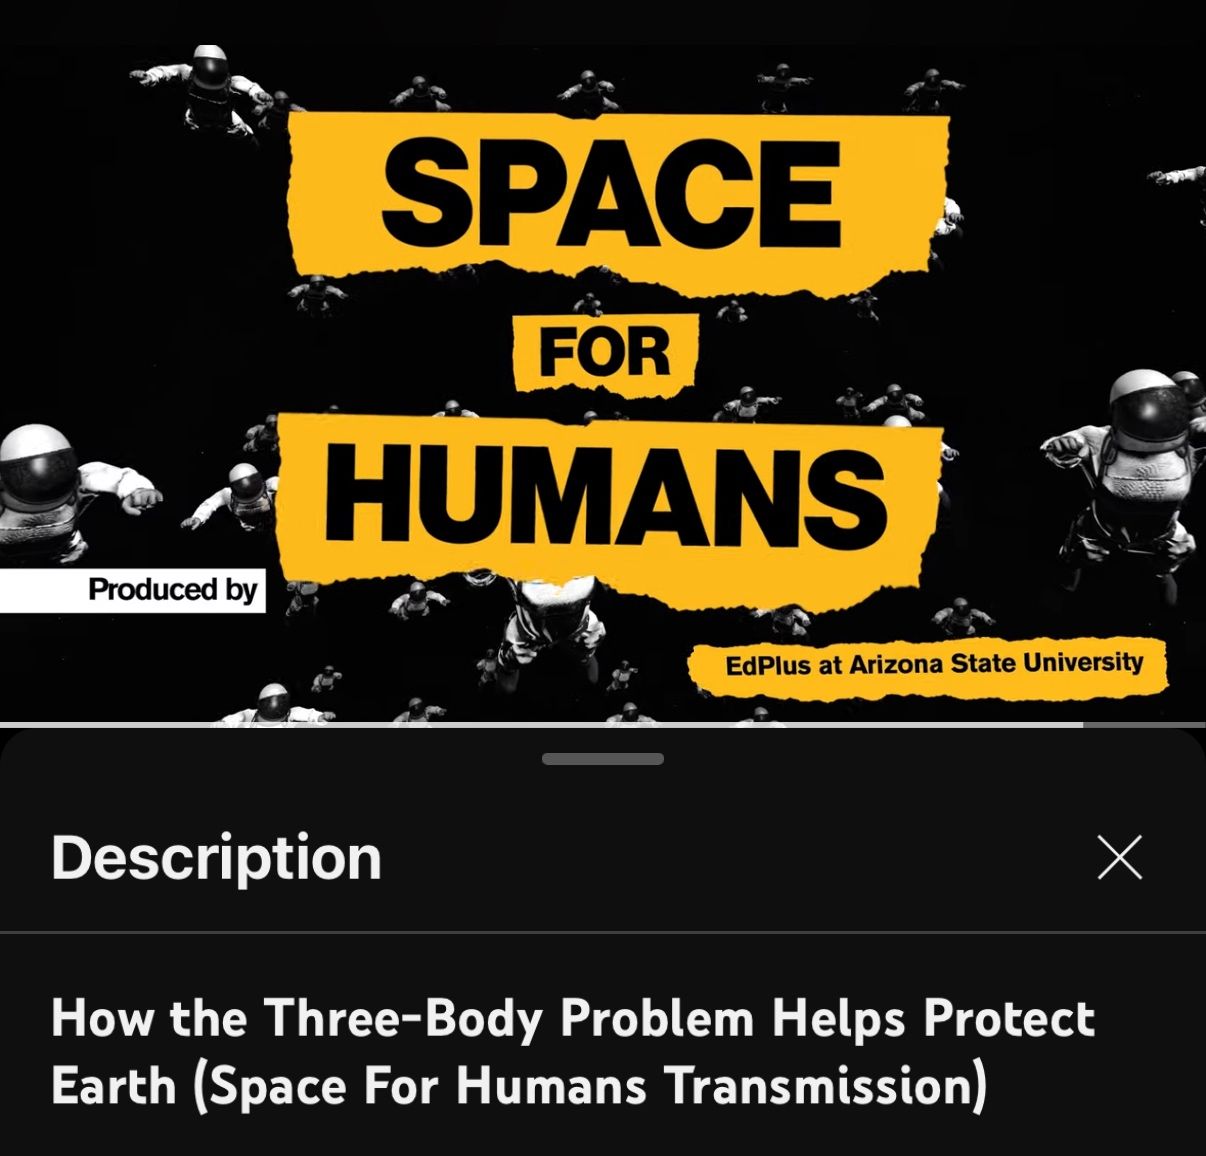 SPACE
FOR
HUMANS
Produced by
EdPlus at Arizona State University
Description
How the Three-Body Problem Helps Protect
Earth (Space For Humans Transmission)